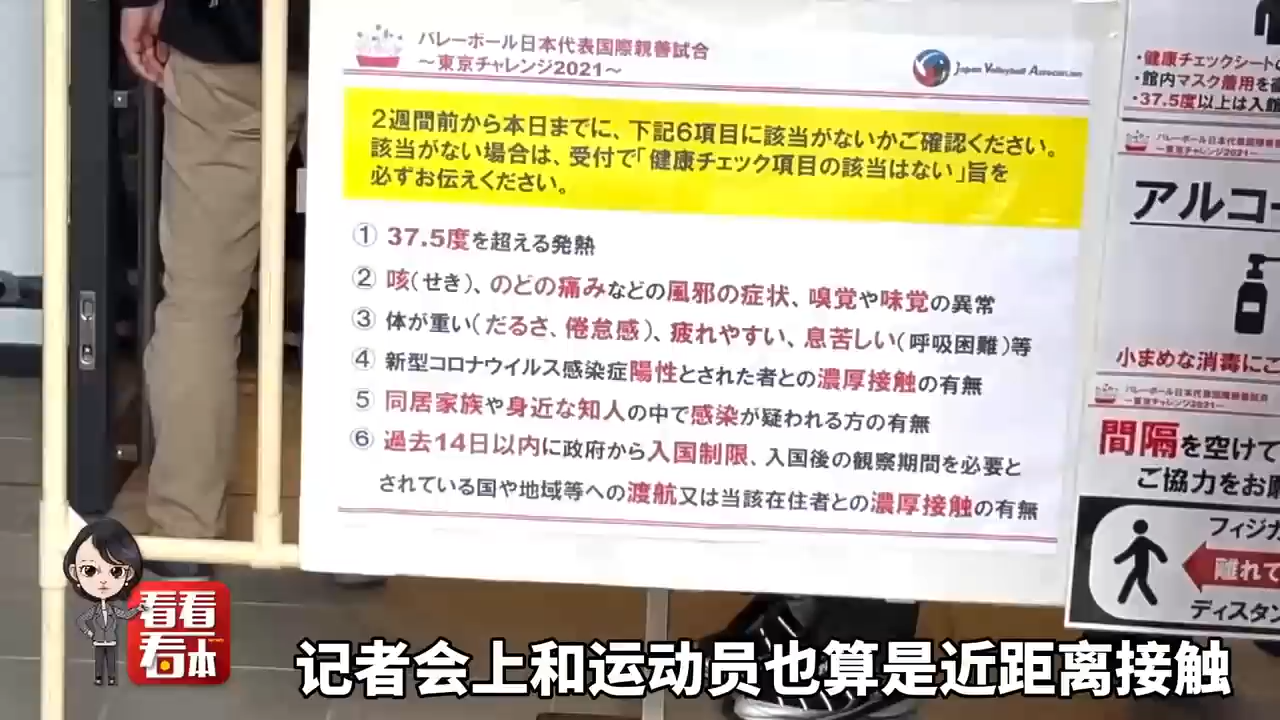 バレーボール日本代表国際親善試合
～東京チャレンジ2021～
Japan Volleyball Association
2週間前から本日までに、下記6項目に該当がないかご確認ください。
該当がない場合は、受付で「健康チェック項目の該当はない」旨を
必ずお伝えください。
① 37.5度を超える発熱
② 咳(せき)、のどの痛みなどの風邪の症状、嗅覚や味覚の異常
③ 体が重い(だるさ、倦怠感)、疲れやすい、息苦しい(呼吸困難)等
④ 新型コロナウイルス感染症陽性とされた者との濃厚接触の有無
⑤ 同居家族や身近な知人の中で感染が疑われる方の有無
⑥ 過去14日以内に政府から入国制限、入国後の観察期間を必要と
されている国や地域等への渡航又は当該在住者との濃厚接触の有無
・健康チェックシート
・館内マスク着用を
・37.5度以上は入館
バレーボール日本代表国際親善
～東京チャレンジ2021～
アルコー
小まめな消毒にご
バレーボール日本代表国際親善試合
～東京チャレンジ2021～
間隔を空けて
ご協力をお願
フィジカ
離れて
ディスタン
看看
看本
记者会上和运动员也算是近距离接触